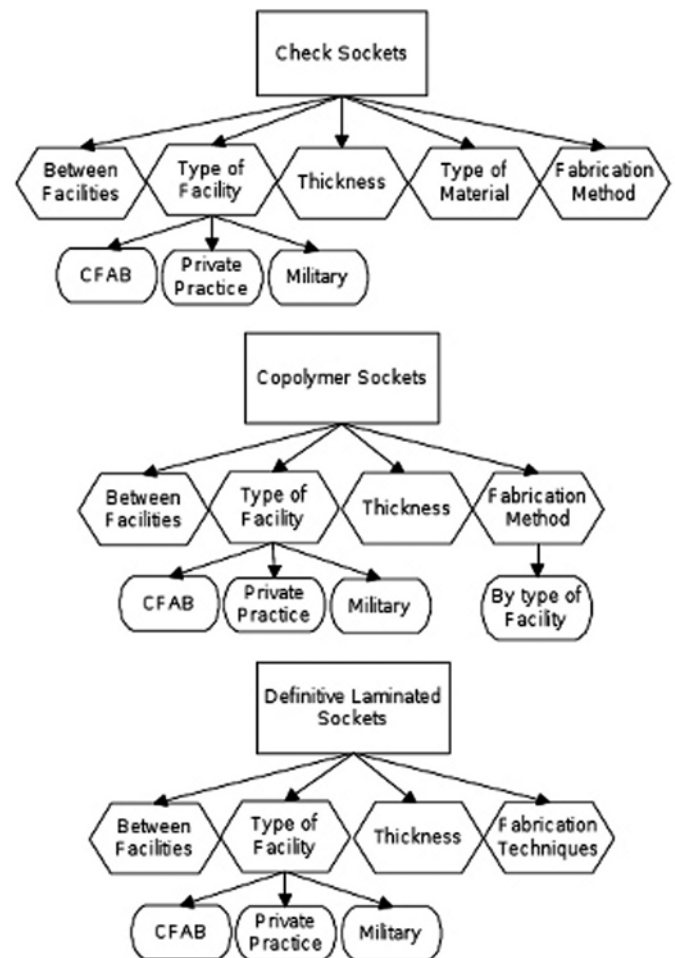 Check Sockets
Between
Facilities
Type of
Facility
Thickness
Type of
Material
Fabrication
Method
CFAB
Private
Practice
Military
Copolymer Sockets
Between
Facilities
Type of
Facility
Thickness
Fabrication
Method
CFAB
Private
Practice
Military
By type of
Facility
Definitive Laminated
Sockets
Between
Facilities
Type of
Facility
Thickness
Fabrication
Techniques
CFAB
Private
Practice
Military